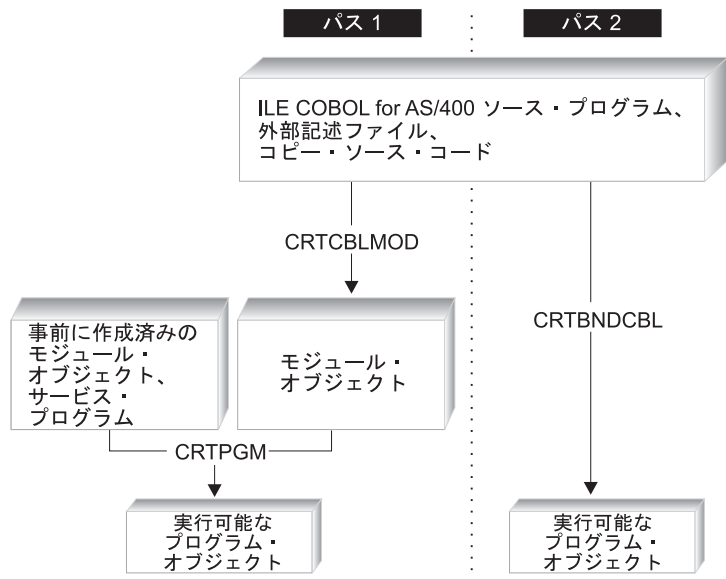 パス 1
パス 2
ILE COBOL for AS/400 ソース・プログラム、
外部記述ファイル、
コピー・ソース・コード
CRTCBLMOD
CRTBNDCBL
事前に作成済みの
モジュール・
オブジェクト、
サービス・
プログラム
モジュール・
オブジェクト
CRTPGM
実行可能な
プログラム・
オブジェクト
実行可能な
プログラム・
オブジェクト